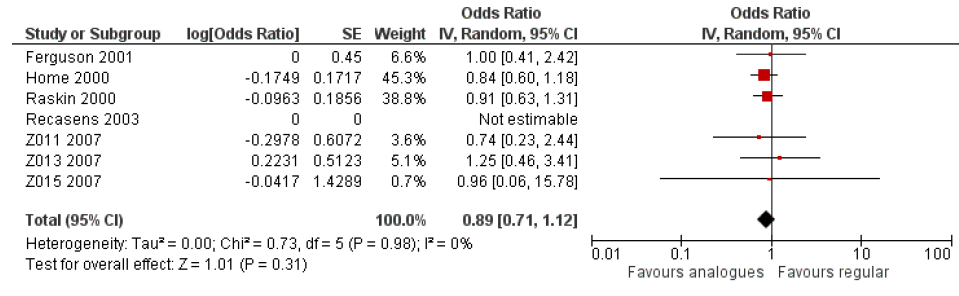 Odds Ratio Odds Ratio
Study or Subgroup log[Odds Ratio] SE Weight IV, Random, 95% CI IV, Random, 95% CI
Ferguson 2001 0 0.45 6.6% 1.00 [0.41, 2.42]
Home 2000 -0.1749 0.1717 45.3% 0.84 [0.60, 1.18]
Raskin 2000 -0.0963 0.1856 38.8% 0.91 [0.63, 1.31]
Recasens 2003 0 0 Not estimable
Z011 2007 -0.2978 0.6072 3.6% 0.74 [0.23, 2.44]
Z013 2007 0.2231 0.5123 5.1% 1.25 [0.46, 3.41]
Z015 2007 -0.0417 1.4289 0.7% 0.96 [0.06, 15.78]
Total (95% CI) 100.0% 0.89 [0.71, 1.12]
Heterogeneity: Tau² = 0.00; Chi² = 0.73, df = 5 (P = 0.98); I² = 0%
Test for overall effect: Z = 1.01 (P = 0.31)
0.01 0.1 1 10 100
Favours analogues Favours regular